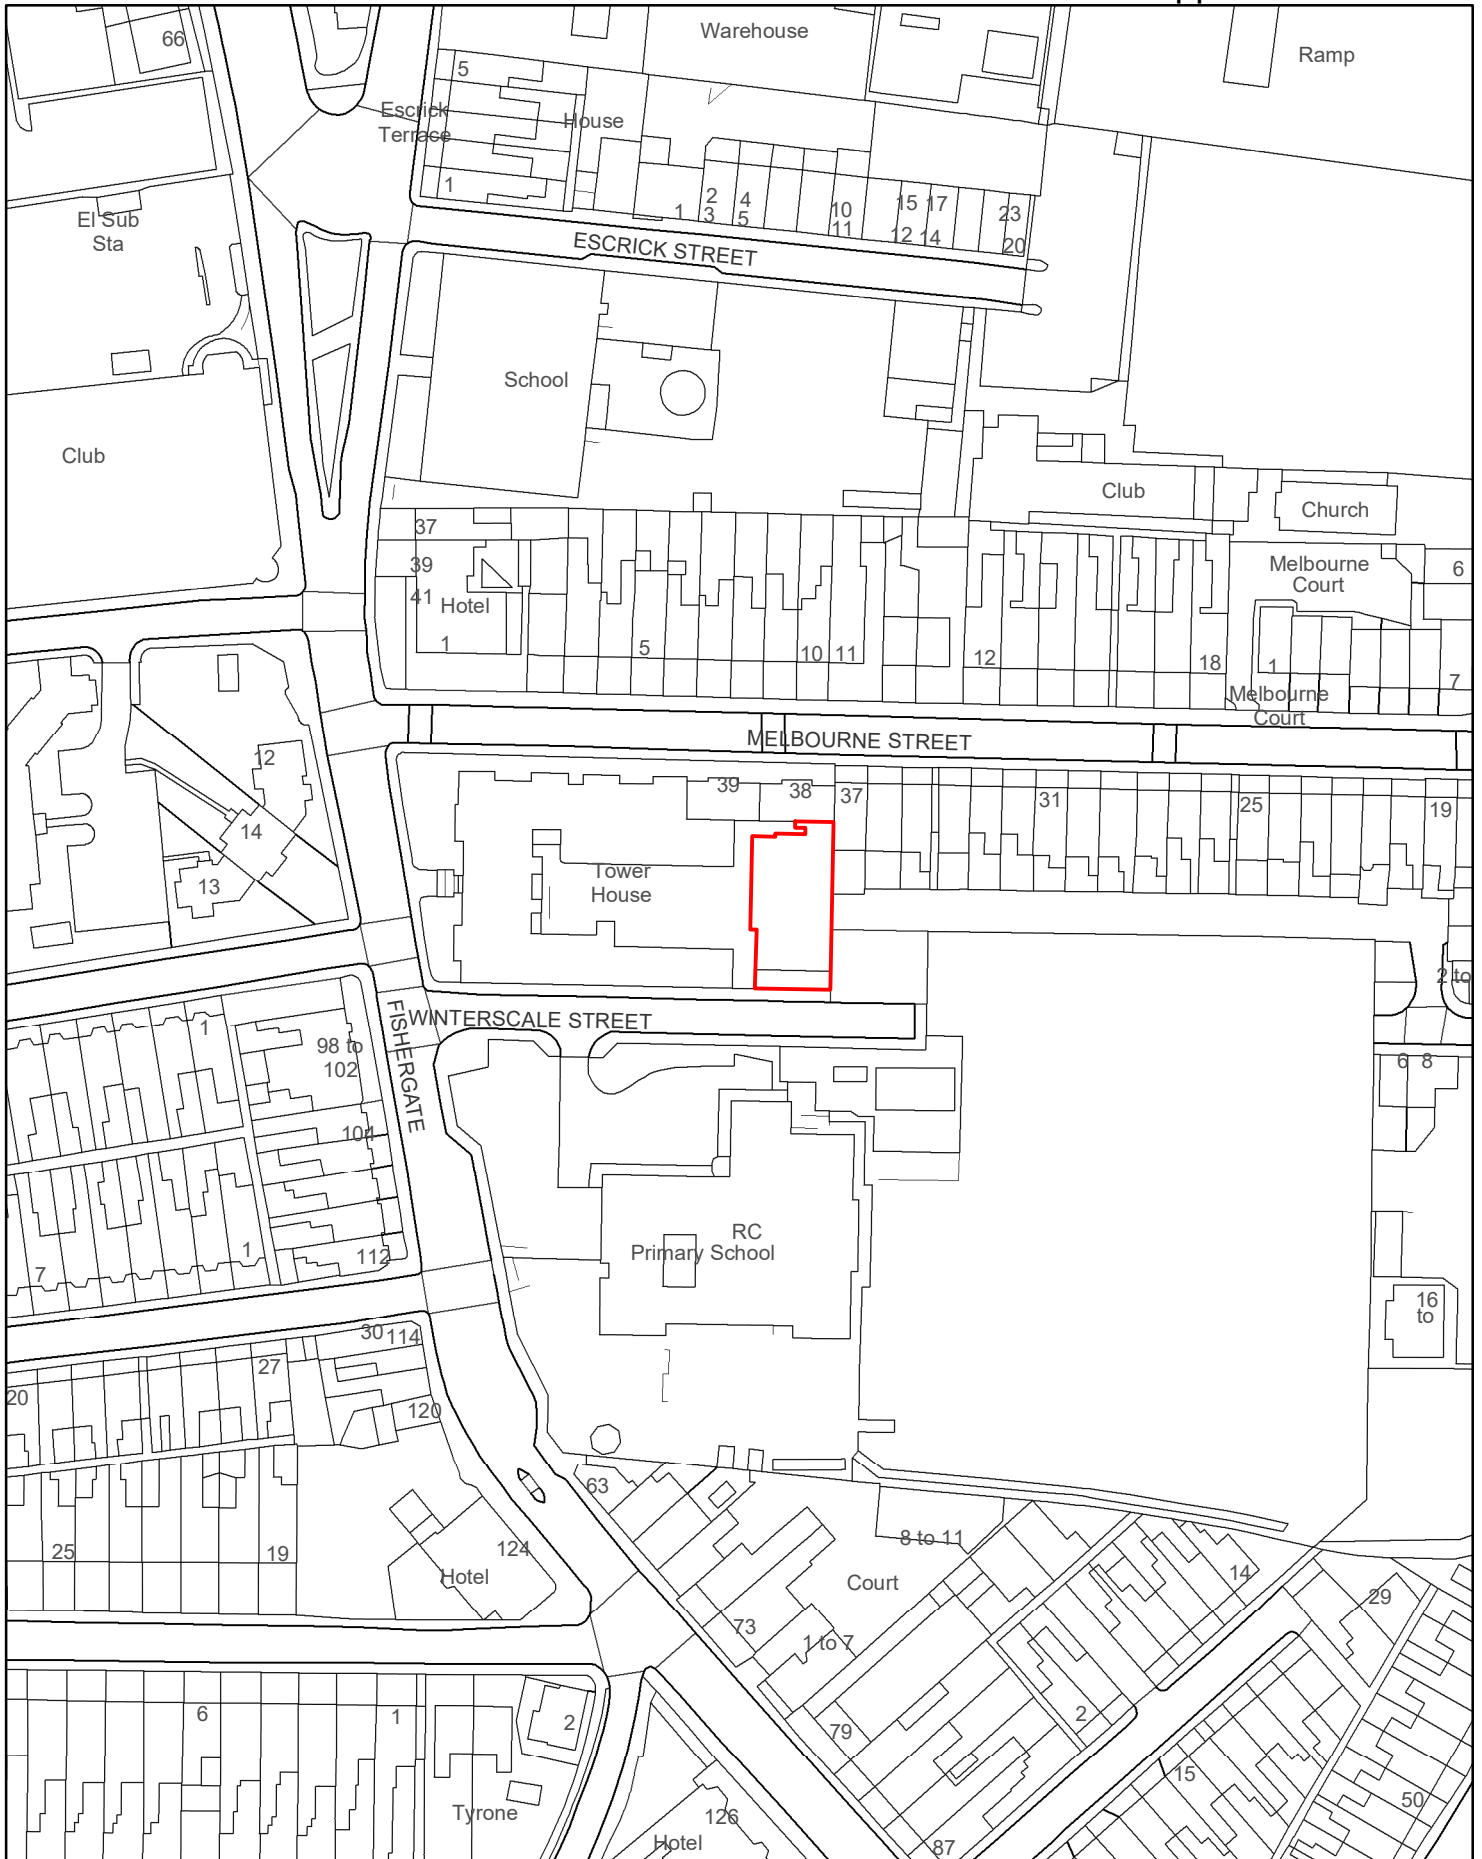 Warehouse
Ramp
66
5
Escrick
Terrace
House
1
1
2
3
4
5
10
11
15
17
12
14
23
20
El Sub
Sta
ESCRICK STREET
School
Club
Club
Church
37
39
41
Hotel
1
5
10
11
12
18
Melbourne
Court
6
1
7
Melbourne
Court
MELBOURNE STREET
12
14
13
39
38
37
31
25
19
Tower
House
2 to
WINTERSCALE STREET
FISHERGATE
1
98 to
102
104
6
8
RC
Primary School
1
112
7
16
to
30
114
27
20
120
63
25
19
124
Hotel
8 to 11
Court
14
29
73
1 to 7
6
1
2
79
2
15
50
Tyrone
126
Hotel
87